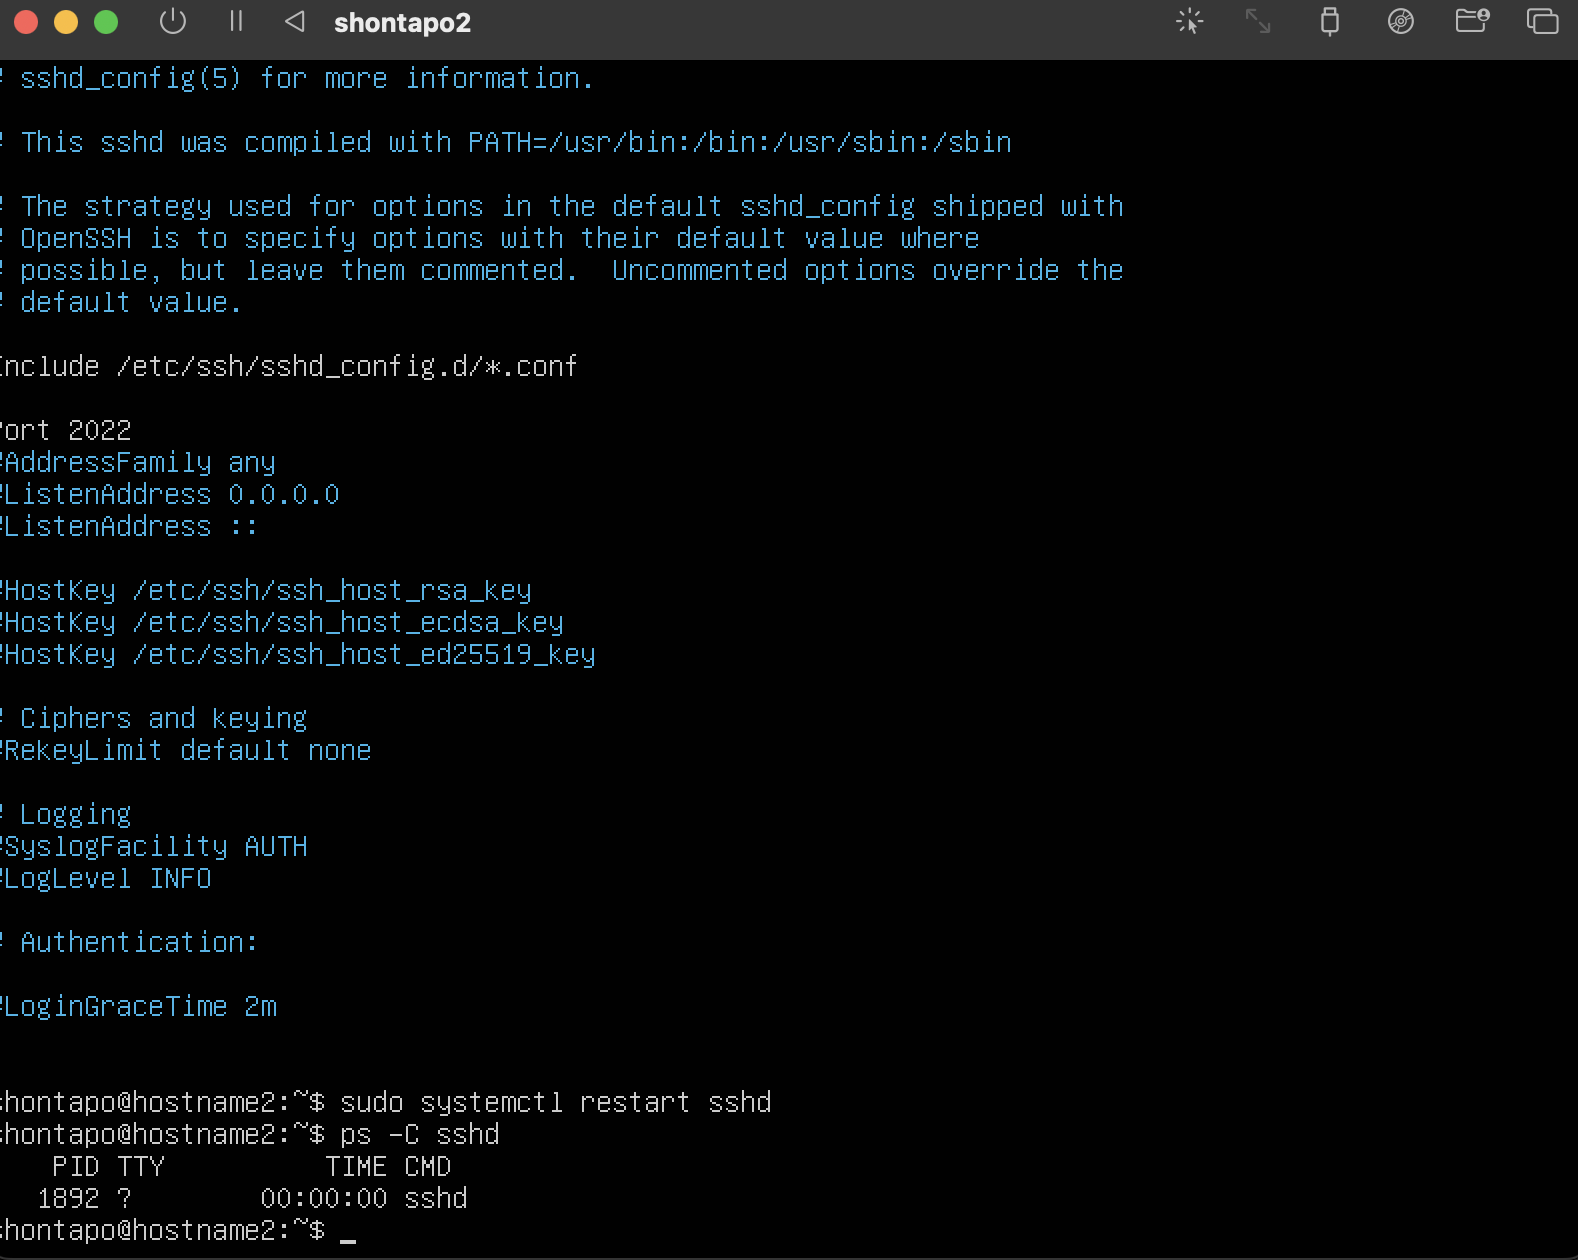 shontapo2
# sshd_config(5) for more information.
# This sshd was compiled with PATH=/usr/bin:/bin:/usr/sbin:/sbin
# The strategy used for options in the default sshd_config shipped with
# OpenSSH is to specify options with their default value where
# possible, but leave them commented.  Uncommented options override the
# default value.
Include /etc/ssh/sshd_config.d/*.conf
Port 2022
#AddressFamily any
#ListenAddress 0.0.0.0
#ListenAddress ::
#HostKey /etc/ssh/ssh_host_rsa_key
#HostKey /etc/ssh/ssh_host_ecdsa_key
#HostKey /etc/ssh/ssh_host_ed25519_key
# Ciphers and keying
#RekeyLimit default none
# Logging
#SyslogFacility AUTH
#LogLevel INFO
# Authentication:
#LoginGraceTime 2m
shontapo@hostname2:~$ sudo systemctl restart sshd
shontapo@hostname2:~$ ps -C sshd
PID TTY          TIME CMD
1892 ?        00:00:00 sshd
shontapo@hostname2:~$ _